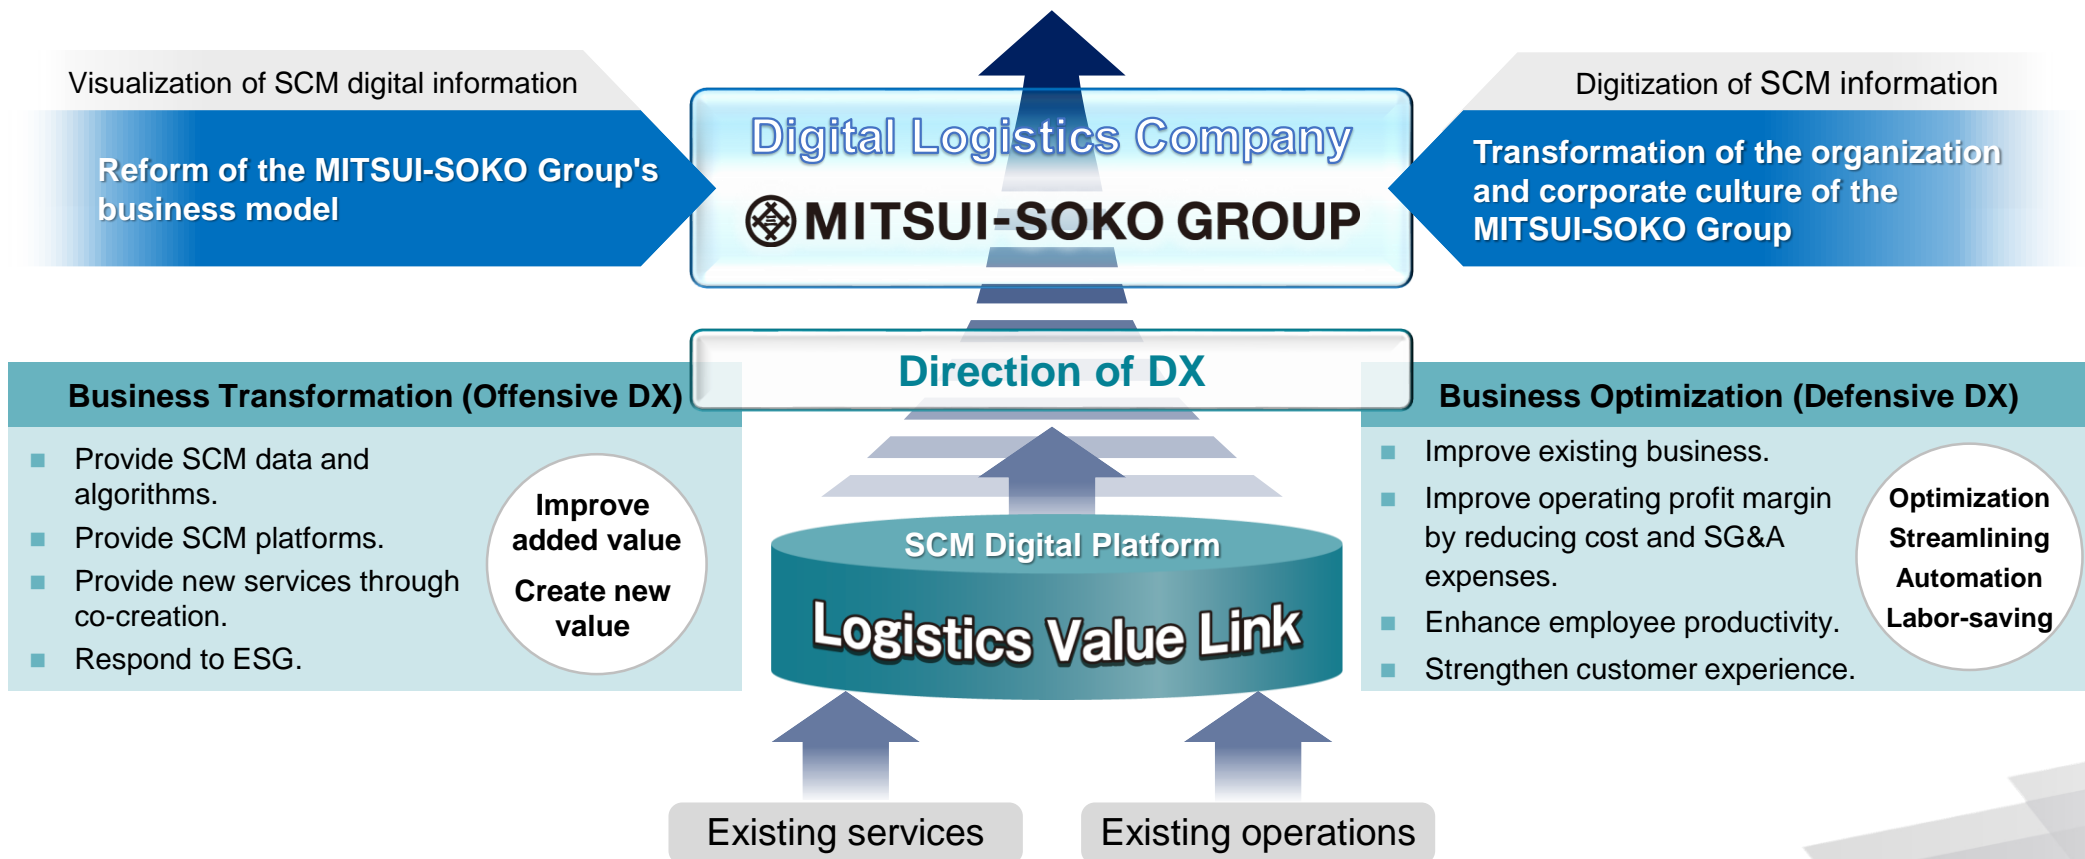 Visualization of SCM digital information
Reform of the MITSUI-SOKO Group's
business model
Digital Logistics Company
MITSUI-SOKO GROUP
Digitization of SCM information
Transformation of the organization
and corporate culture of the
MITSUI-SOKO Group
Direction of DX
Business Transformation (Offensive DX)
Provide SCM data and
algorithms.
Provide SCM platforms.
Provide new services through
co-creation.
Respond to ESG.
Improve
added value
Create new
value
SCM Digital Platform
Logistics Value Link
Business Optimization (Defensive DX)
Improve existing business.
Improve operating profit margin
by reducing cost and SG&A
expenses.
Enhance employee productivity.
Strengthen customer experience.
Optimization
Streamlining
Automation
Labor-saving
Existing services
Existing operations